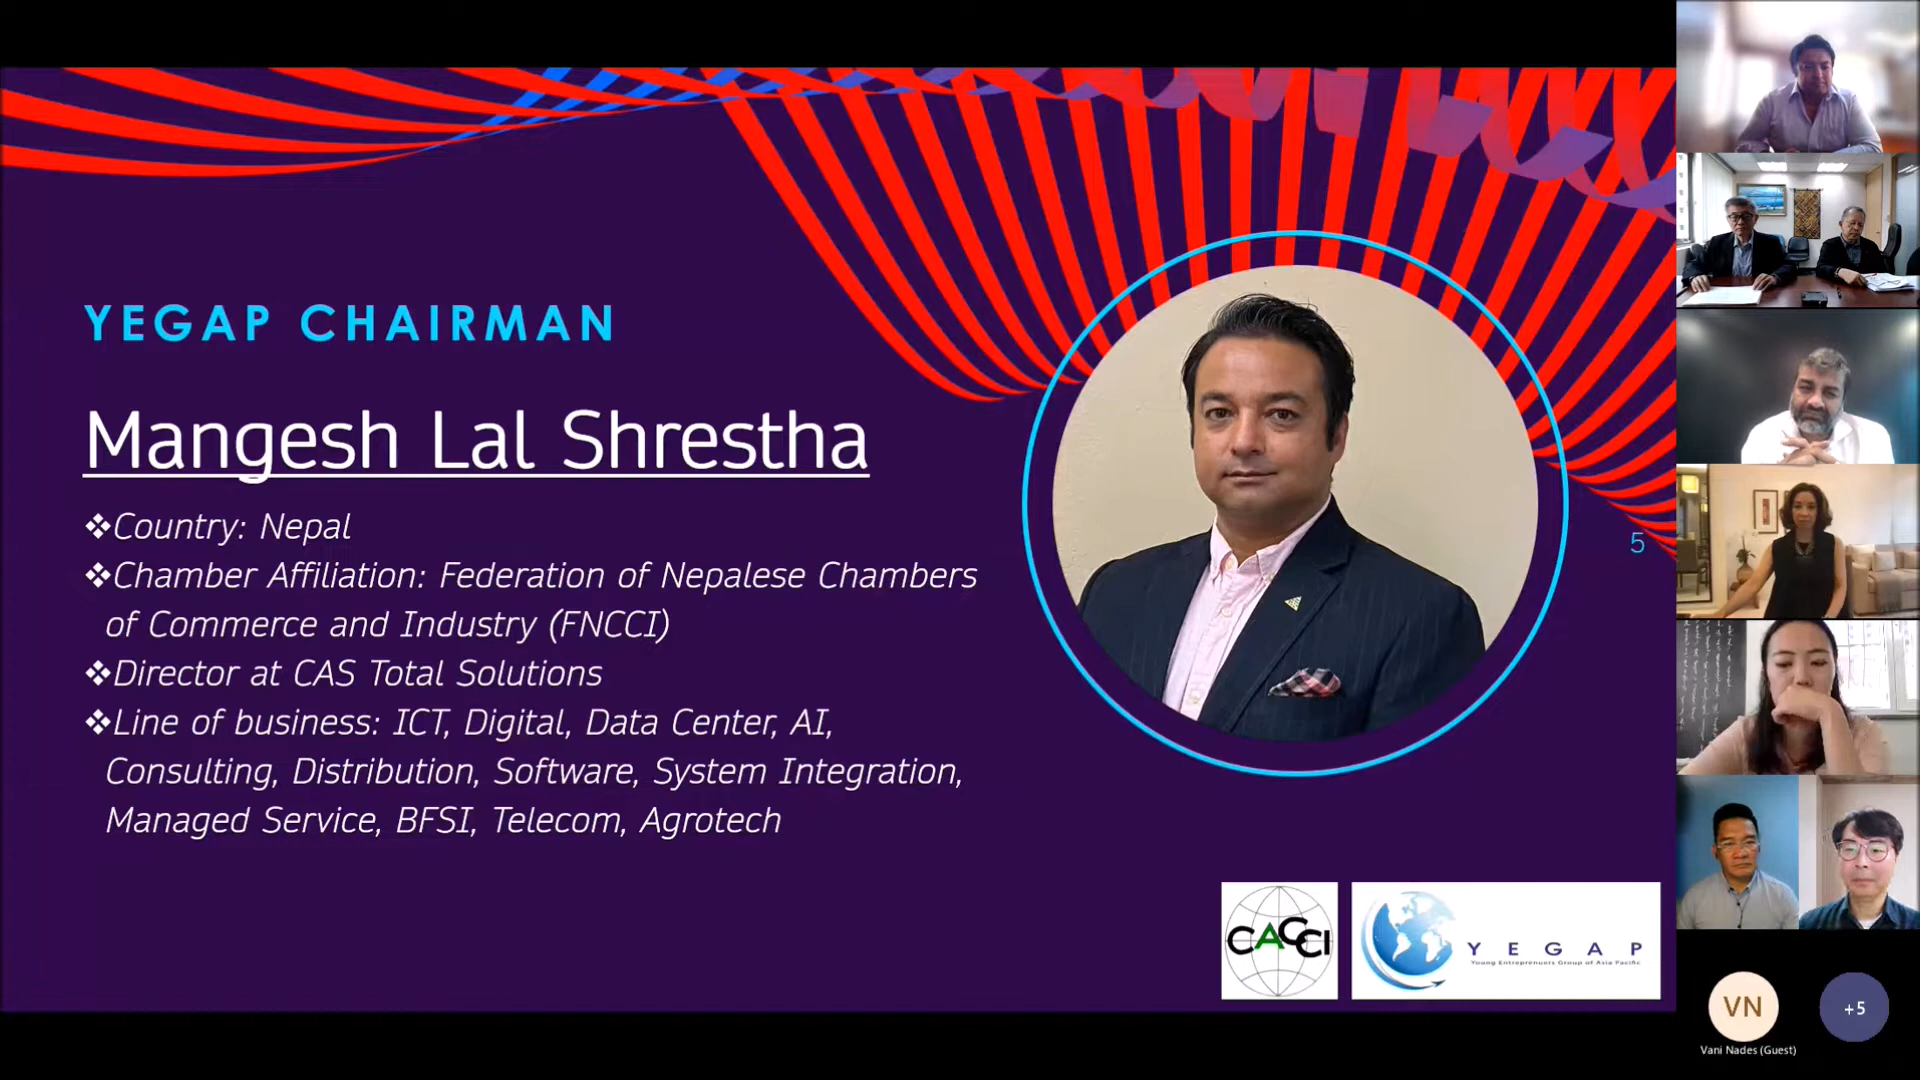 YEGAP CHAIRMAN
Mangesh Lal Shrestha
❖Country: Nepal
❖Chamber Affiliation: Federation of Nepalese Chambers
of Commerce and Industry (FNCCI)
❖Director at CAS Total Solutions
❖Line of business: ICT, Digital, Data Center, AI,
Consulting, Distribution, Software, System Integration,
Managed Service, BFSI, Telecom, Agrotech
5
CACCI
YEGAP
Young Entrepreneurs Group of Asia Pacific
VN
+5
Vani Nades (Guest)